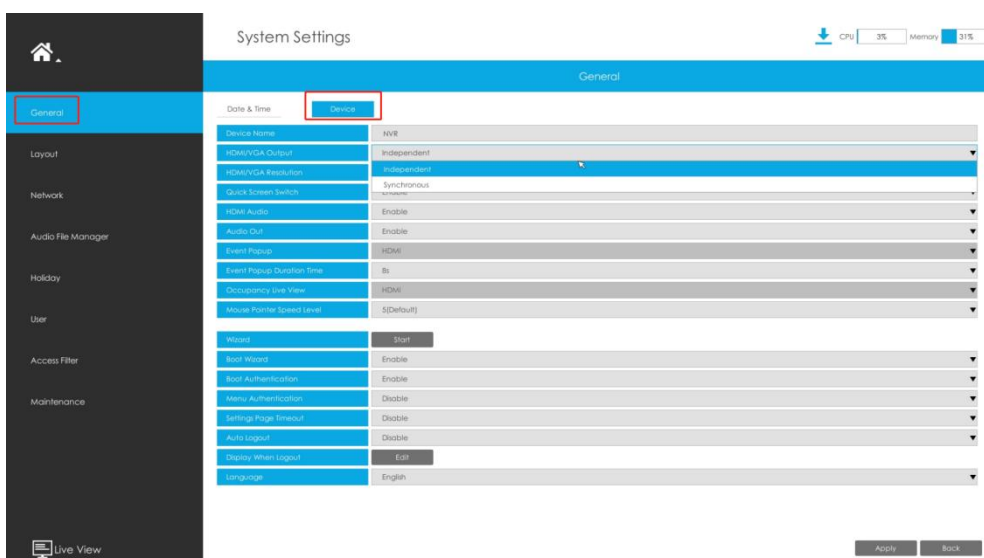 System Settings
CPU 3% Memory 31%
General
General
Layout
Network
Audio File Manager
Holiday
User
Access Filter
Maintenance
Live View
Date & Time Device
Device Name NVR
HDMI/VGA Output Independent
HDMI/VGA Resolution Independent
Synchronous
Quick Screen Switch Enable
HDMI Audio Enable
Audio Out Enable
Event Popup HDMI
Event Popup Duration Time 8s
Occupancy Live View HDMI
Mouse Pointer Speed Level 5(Default)
Wizard Start
Boot Wizard Enable
Boot Authentication Enable
Menu Authentication Disable
Settings Page Timeout Disable
Auto Logout Disable
Display When Logout Edit
Language English
Apply Back